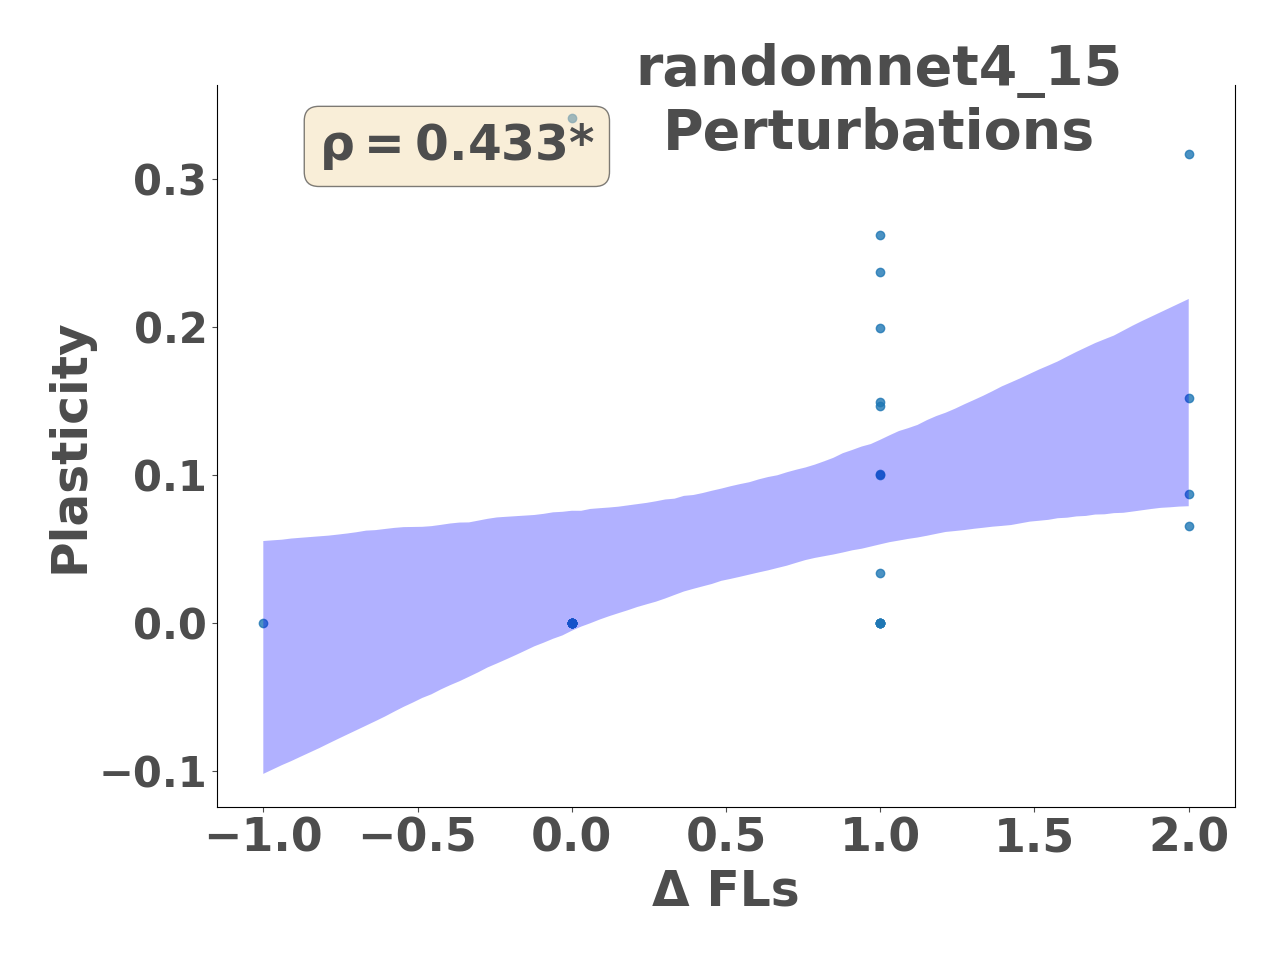 randomnet4_15
Perturbations
ρ = 0.433*
Plasticity
0.3
0.2
0.1
0.0
−0.1
−1.0 −0.5 0.0 0.5 1.0 1.5 2.0
Δ FLs